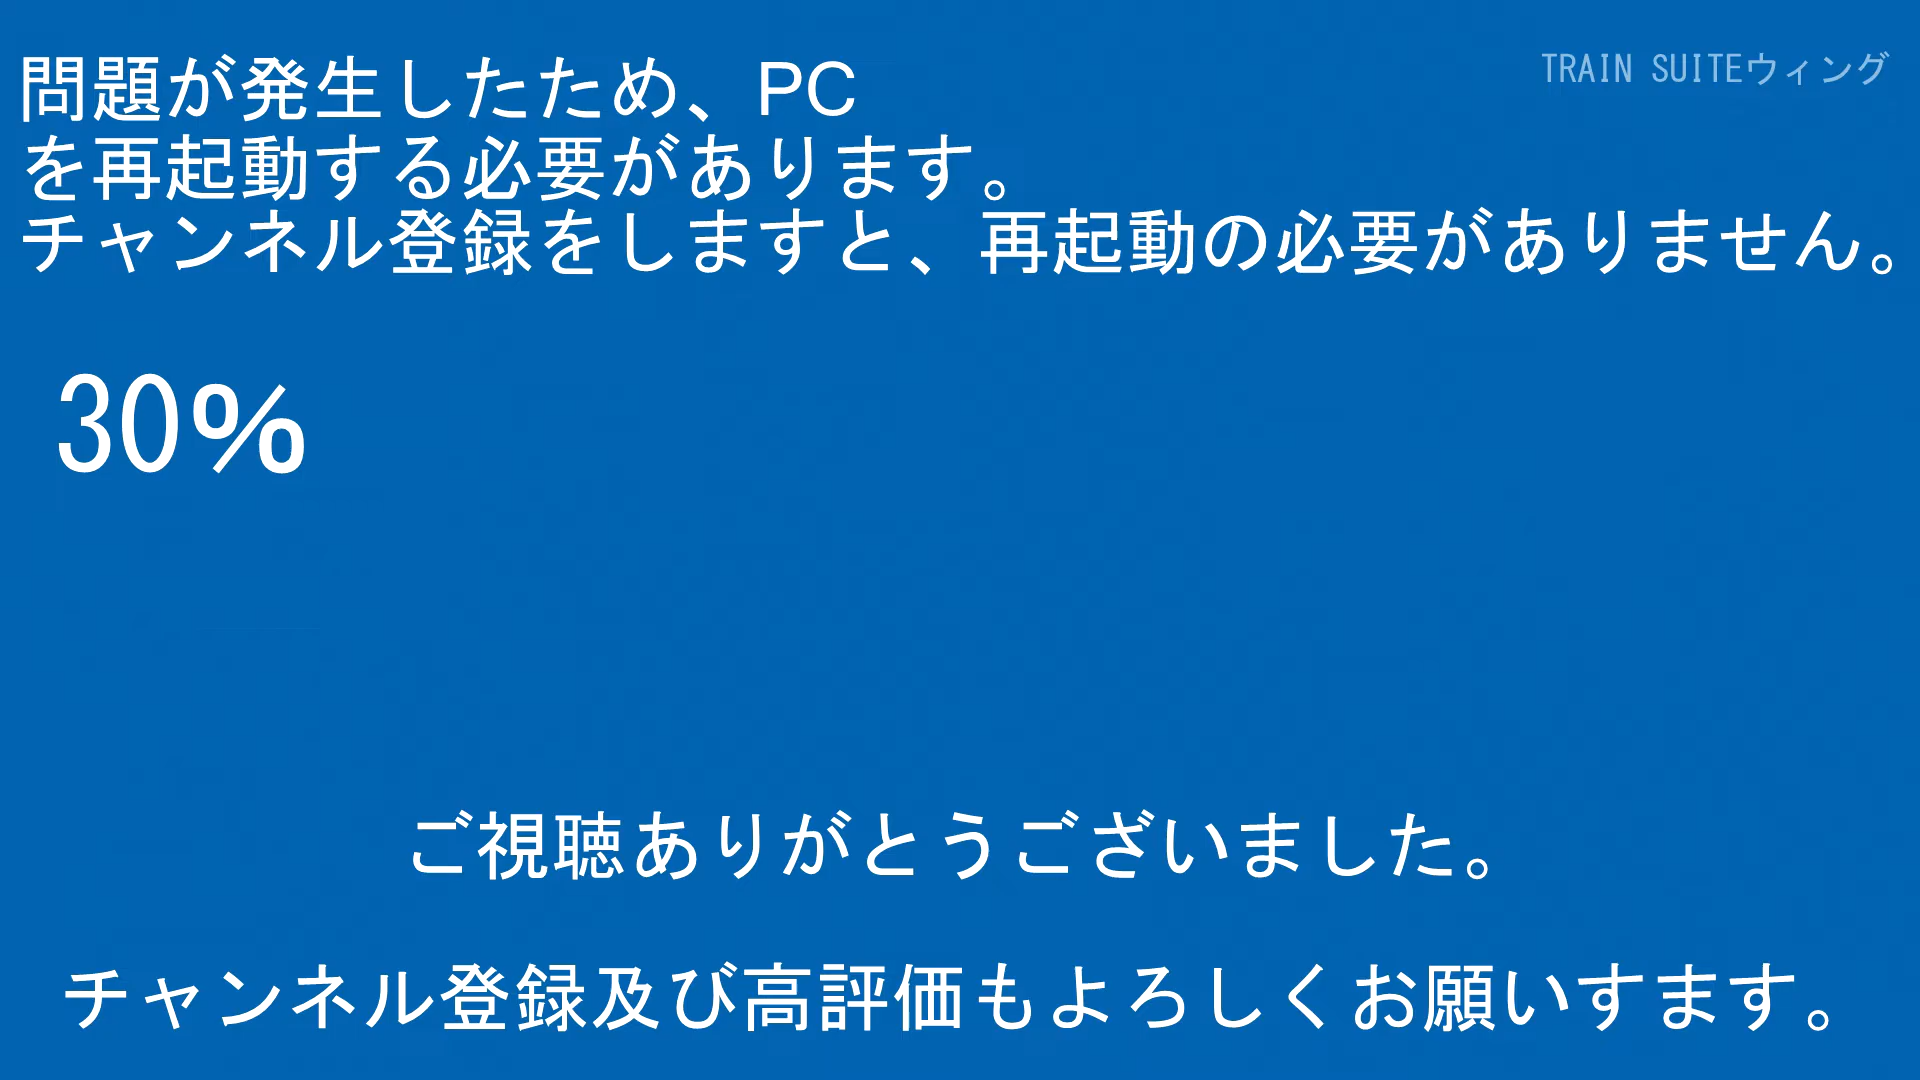 問題が発生したため、PC
を再起動する必要があります。
チャンネル登録をしますと、再起動の必要がありません。
TRAIN SUITEウィング
30%
ご視聴ありがとうございました。
チャンネル登録及び高評価もよろしくお願いすます。